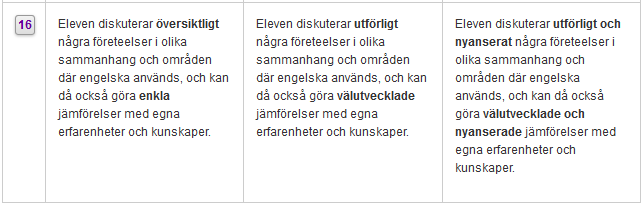 16
Eleven diskuterar översiktligt
några företeelser i olika
sammanhang och områden
där engelska används, och kan
då också göra enkla
jämförelser med egna
erfarenheter och kunskaper.
Eleven diskuterar utförligt
några företeelser i olika
sammanhang och områden
där engelska används, och kan
då också göra välutvecklade
jämförelser med egna
erfarenheter och kunskaper.
Eleven diskuterar utförligt och
nyanserat några företeelser i
olika sammanhang och
områden där engelska
används, och kan då också
göra välutvecklade och
nyanserade jämförelser med
egna erfarenheter och
kunskaper.